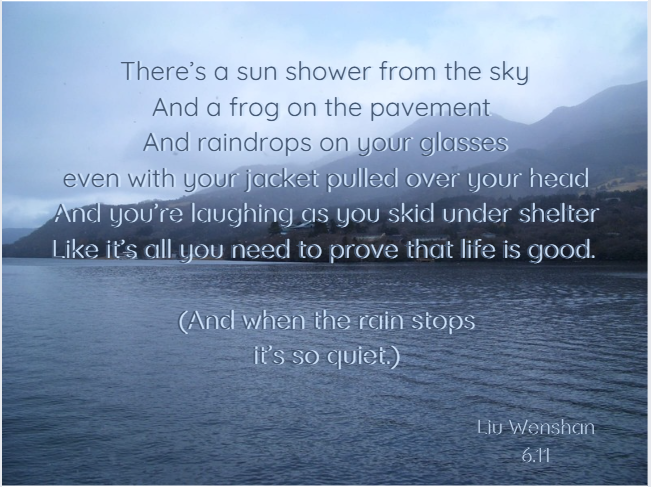 There's a sun shower from the sky
And a frog on the pavement
And raindrops on your glasses
even with your jacket pulled over your head
And you're laughing as you skid under shelter
Like it's all you need to prove that life is good.
(And when the rain stops
it's so quiet.)
Liu Wenshan
6.11